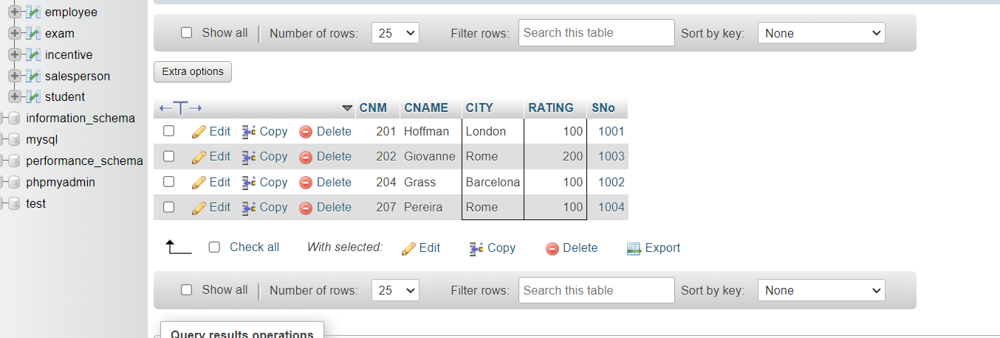 employee
exam
incentive
salesperson
student
information_schema
mysql
performance_schema
phpmyadmin
test
Show all Number of rows: 25 Filter rows: Search this table Sort by key: None
Extra options
CNM CNAME CITY RATING SNo
Edit Copy Delete 201 Hoffman London 100 1001
Edit Copy Delete 202 Giovanne Rome 200 1003
Edit Copy Delete 204 Grass Barcelona 100 1002
Edit Copy Delete 207 Pereira Rome 100 1004
Check all With selected: Edit Copy Delete Export
Show all Number of rows: 25 Filter rows: Search this table Sort by key: None
Query results operations